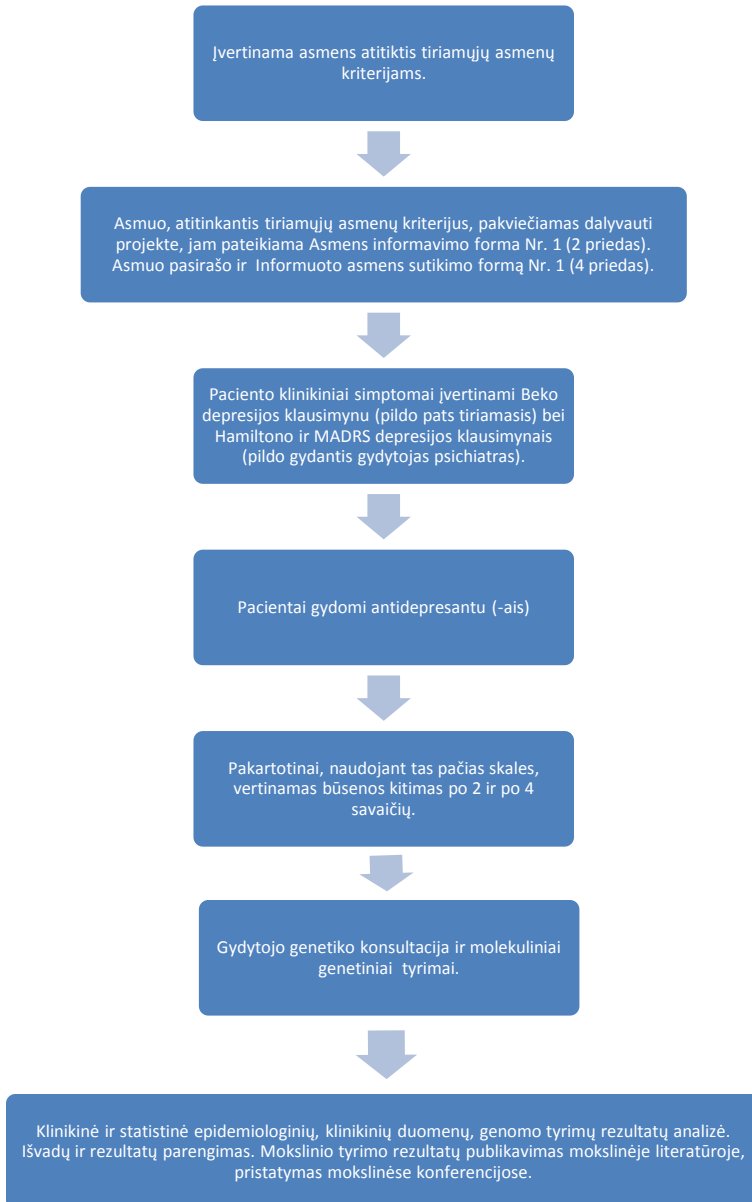 Įvertinama asmens atitiktis tiriamųjų asmenų
kriterijams.
Asmuo, atitinkantis tiriamųjų asmenų kriterijus, pakviečiamas dalyvauti
projekte, jam pateikiama Asmens informavimo forma Nr. 1 (2 priedas).
Asmuo pasirašo ir Informuoto asmens sutikimo formą Nr. 1 (4 priedas).
Paciento klinikiniai simptomai įvertinami Beko
depresijos klausimynu (pildo pats tiriamasis) bei
Hamiltono ir MADRS depresijos klausimynais
(pildo gydantis gydytojas psichiatras).
Pacientai gydomi antidepresantu (-ais)
Pakartotinai, naudojant tas pačias skales,
vertinamas būsenos kitimas po 2 ir po 4
savaičių.
Gydytojo genetiko konsultacija ir molekuliniai
genetiniai tyrimai.
Klinikinė ir statistinė epidemiologinių, klinikinių duomenų, genomo tyrimų rezultatų analizė.
Išvadų ir rezultatų parengimas. Mokslinio tyrimo rezultatų publikavimas mokslinėje literatūroje,
pristatymas mokslinėse konferencijose.